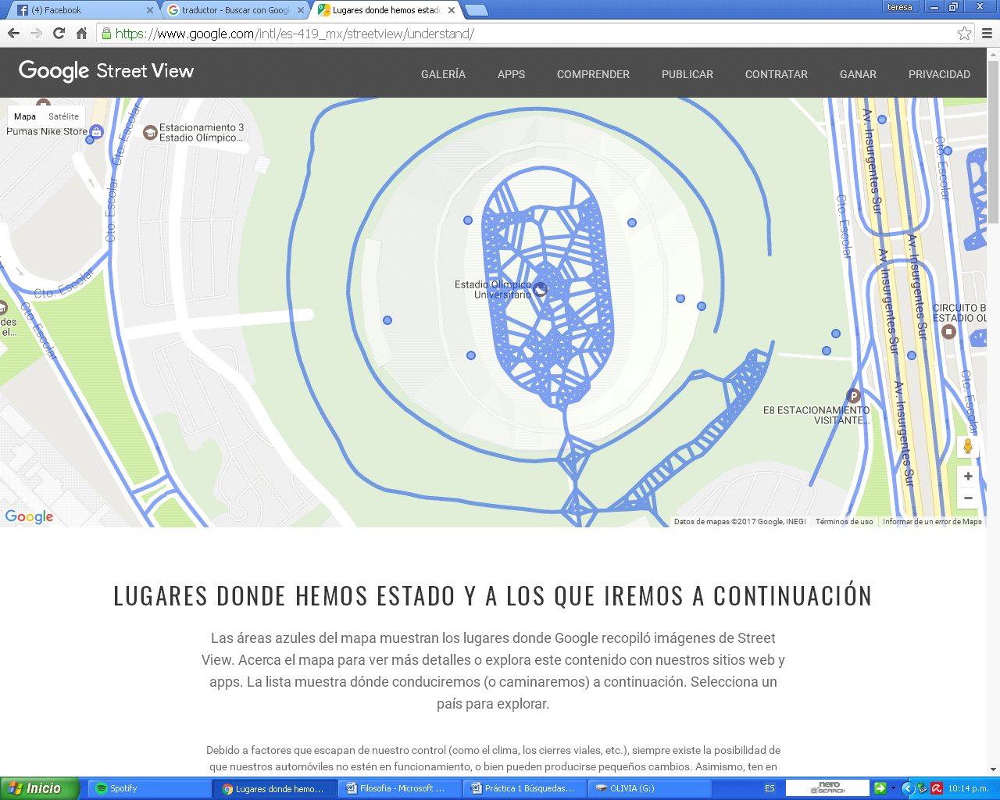 (4) Facebook
traductor - Buscar con Googl
Lugares donde hemos estado
teresa
https://www.google.com/intl/es-419_mx/streetview/understand/
Google Street View
GALERÍA
APPS
COMPRENDER
PUBLICAR
CONTRATAR
GANAR
PRIVACIDAD
Mapa
Satélite
Pumas Nike Store
Estacionamiento 3
Estadio Olímpico...
Cto. Escolar
Cto. Escolar
Cto. Escolar
Cto. Escolar
des
el...
Estadio Olímpico
Universitario
Av. Insurgentes Sur
Av. Insurgentes Sur
Av. Insurgentes Sur
Av. Insurgentes Sur
Cto. Escolar
Cto. Escolar
Cto. Escolar
CIRCUITO B
ESTADIO OL
P
E8 ESTACIONAMIENTO
VISITANTE...
+
−
Google
Datos de mapas ©2017 Google, INEGI
Términos de uso
Informar de un error de Maps
LUGARES DONDE HEMOS ESTADO Y A LOS QUE IREMOS A CONTINUACIÓN
Las áreas azules del mapa muestran los lugares donde Google recopiló imágenes de Street
View. Acerca el mapa para ver más detalles o explora este contenido con nuestros sitios web y
apps. La lista muestra dónde conduciremos (o caminaremos) a continuación. Selecciona un
país para explorar.
Debido a factores que escapan de nuestro control (como el clima, los cierres viales, etc.), siempre existe la posibilidad de
que nuestros automóviles no estén en funcionamiento, o bien pueden producirse pequeños cambios. Asimismo, ten en
Inicio
Spotify
Lugares donde hemo...
Filosofia - Microsoft ...
Práctica 1 Búsquedas...
OLIVIA (G:)
ES
nero
SEARCH
10:14 p.m.